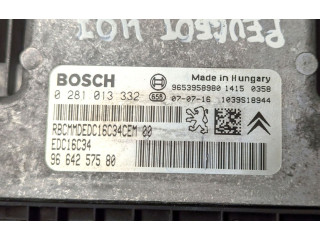 PEUGEOT 407
BOSCH
Made in Hungary
9653958980 1415 0358
0 281 013 332 07-07-16 1039S18944
RBCMMDEDC16C34CEM 00
EDC16C34
96 642 575 80